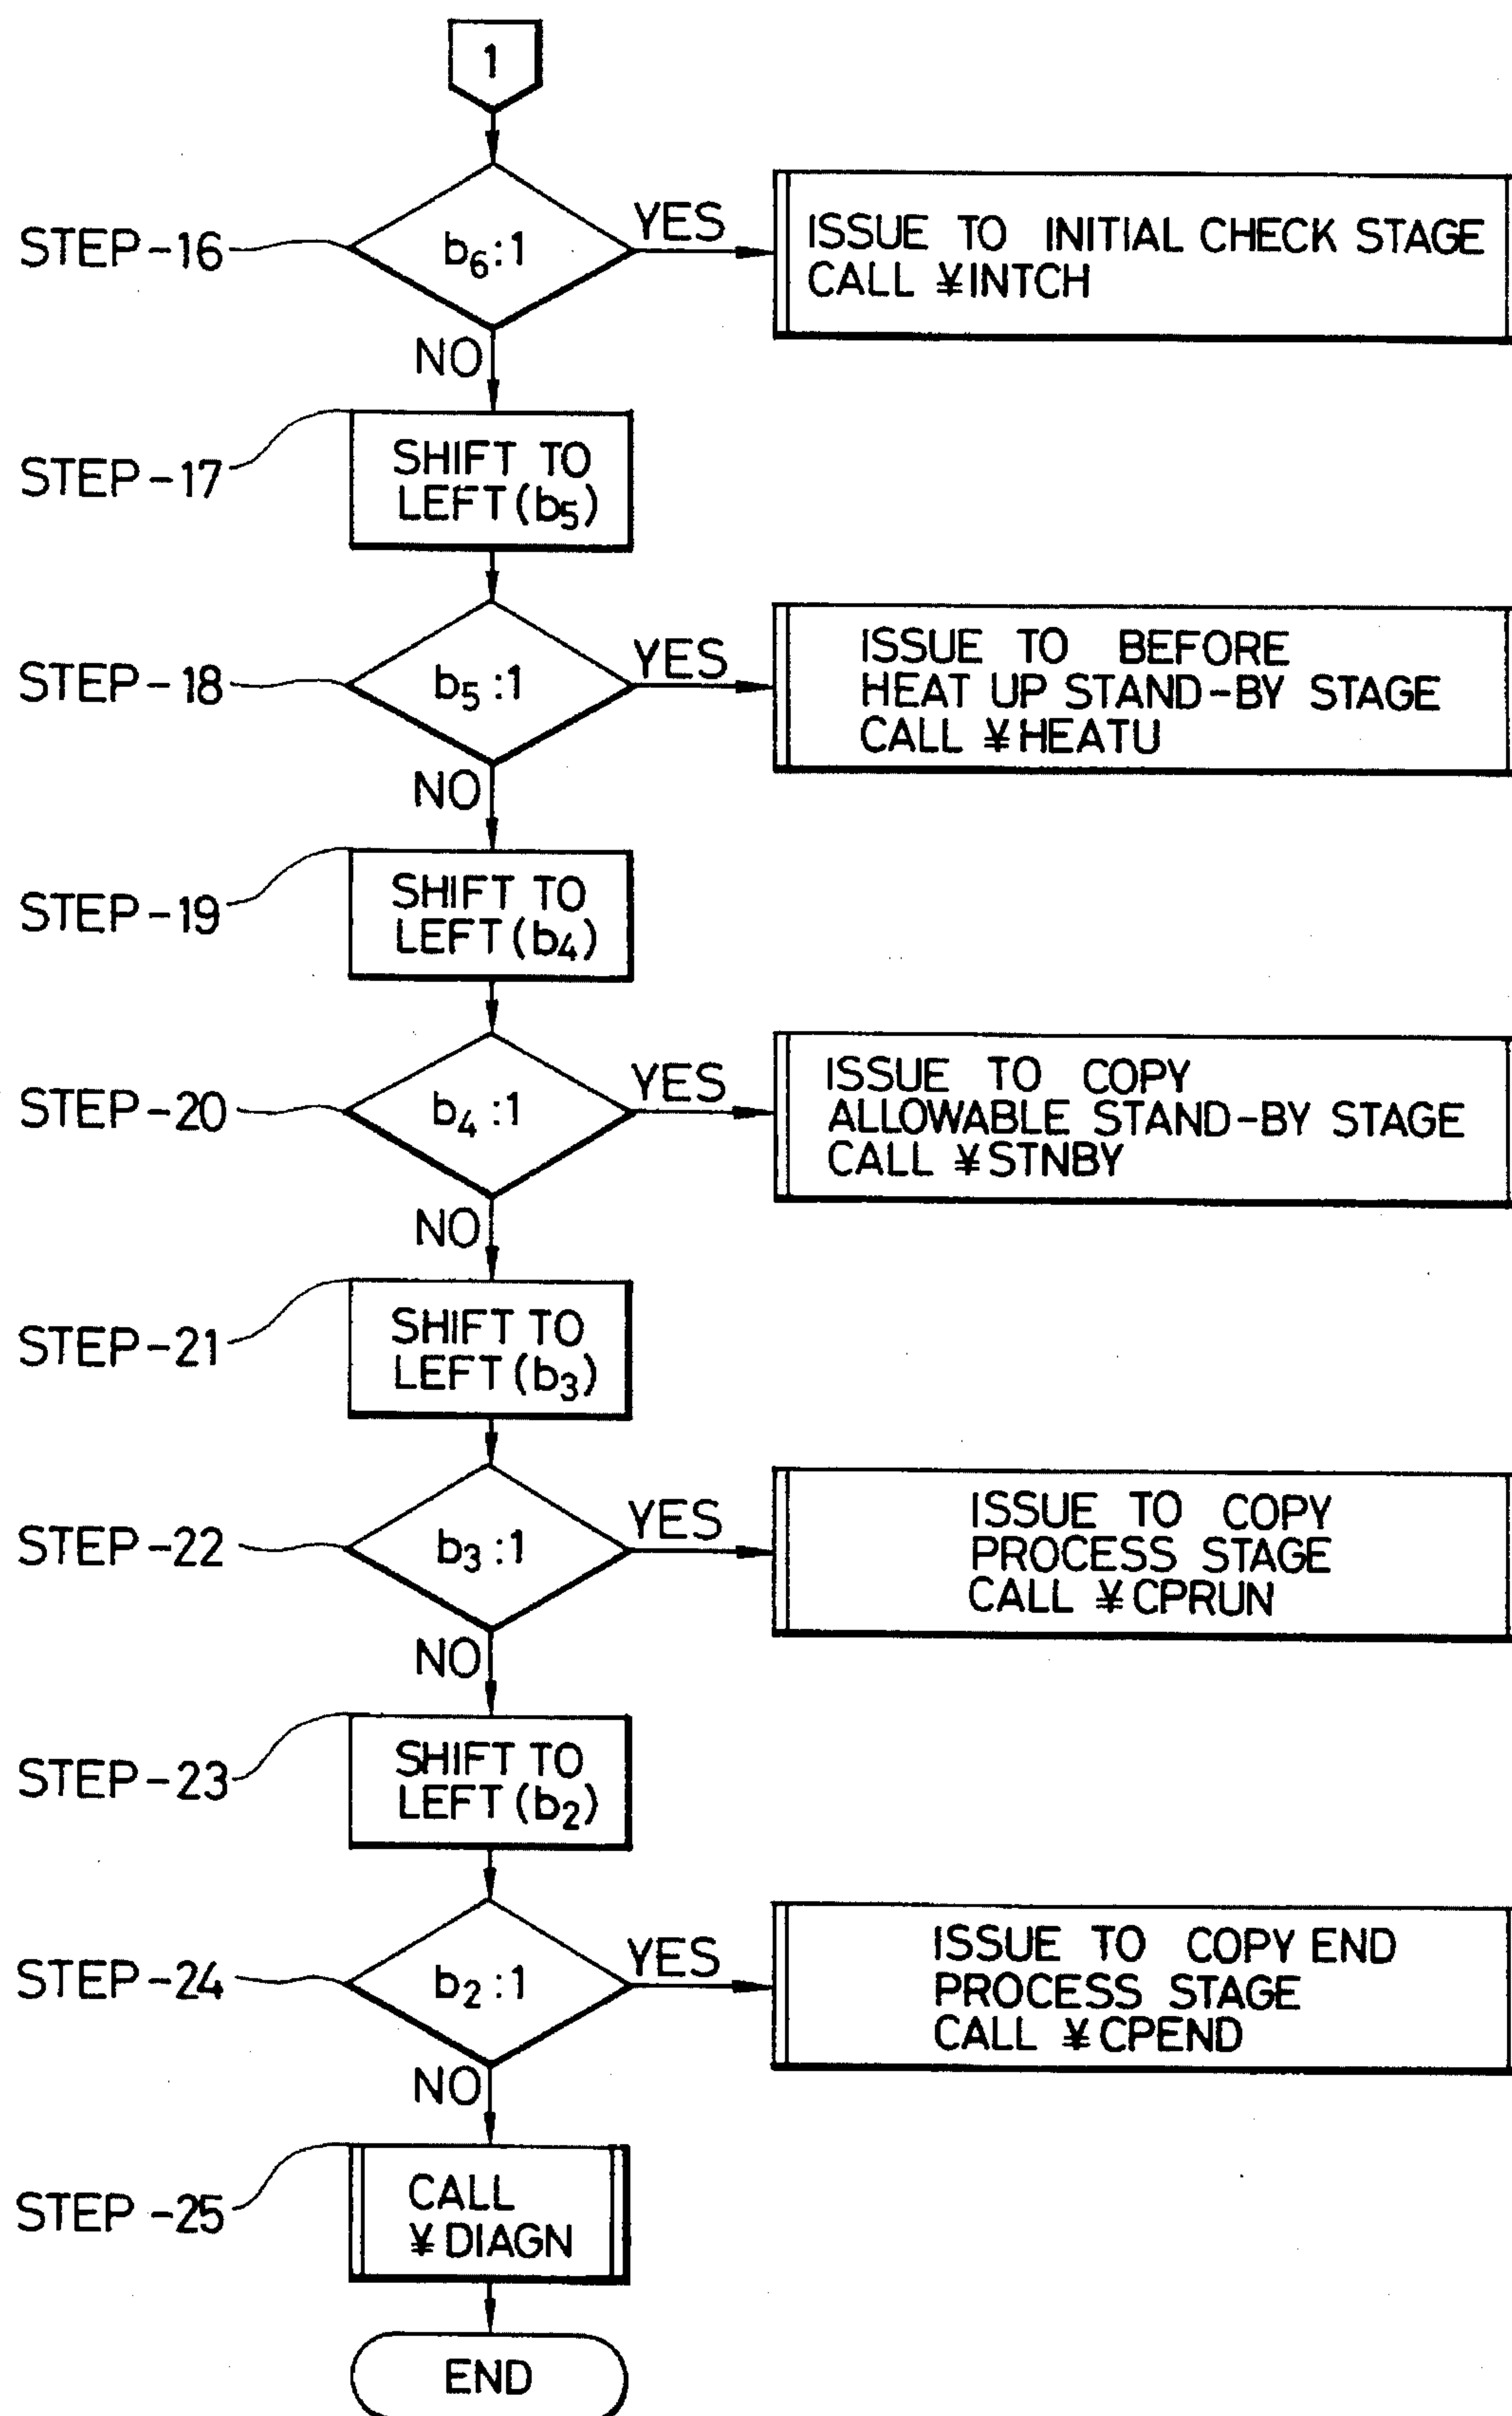 1
STEP-16
b6:1
YES
ISSUE TO INITIAL CHECK STAGE
CALL ¥INTCH
NO
STEP-17
SHIFT TO
LEFT (b5)
STEP-18
b5:1
YES
ISSUE TO BEFORE
HEAT UP STAND-BY STAGE
CALL ¥HEATU
NO
STEP-19
SHIFT TO
LEFT (b4)
STEP-20
b4:1
YES
ISSUE TO COPY
ALLOWABLE STAND-BY STAGE
CALL ¥STNBY
NO
STEP-21
SHIFT TO
LEFT (b3)
STEP-22
b3:1
YES
ISSUE TO COPY
PROCESS STAGE
CALL ¥CPRUN
NO
STEP-23
SHIFT TO
LEFT (b2)
STEP-24
b2:1
YES
ISSUE TO COPY END
PROCESS STAGE
CALL ¥CPEND
NO
STEP-25
CALL
¥DIAGN
END